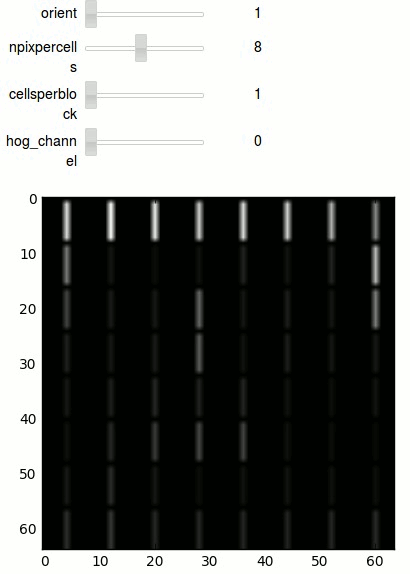 orient 1
npixpercell 8
s
cellsperblo 1
ck
hog_chann 0
el
0
10
20
30
40
50
60
0 10 20 30 40 50 60